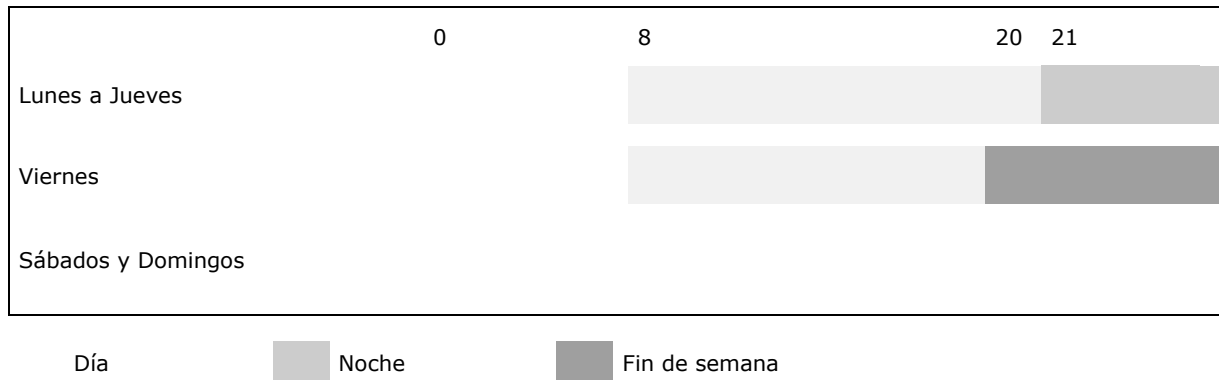 0 8 20 21
Lunes a Jueves
Viernes
Sábados y Domingos
Día Noche Fin de semana